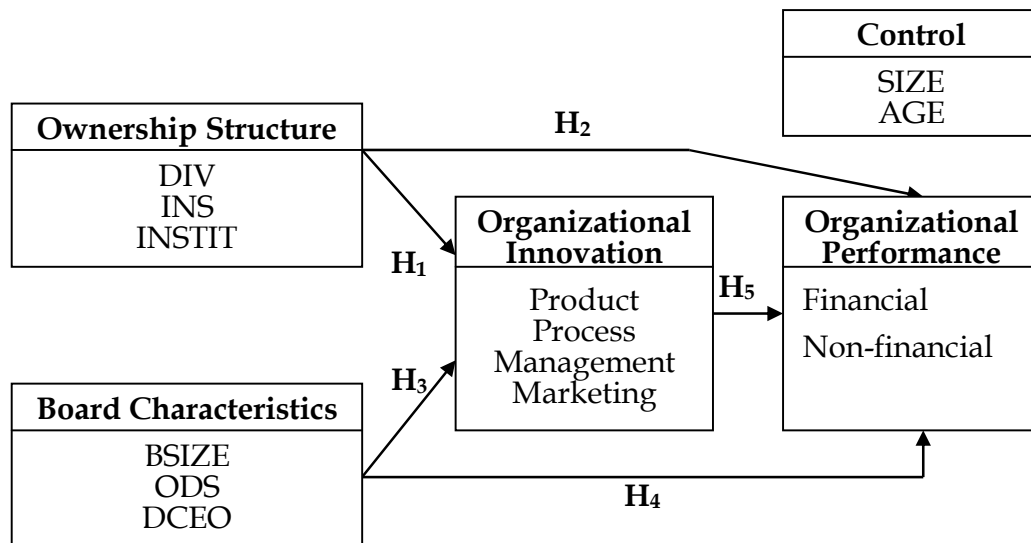 Control
SIZE
AGE
Ownership Structure
DIV
INS
INSTIT
H₂
H₁
Organizational
Innovation
Product
Process
Management
Marketing
H₅
Organizational
Performance
Financial
Non-financial
H₃
Board Characteristics
BSIZE
ODS
DCEO
H₄